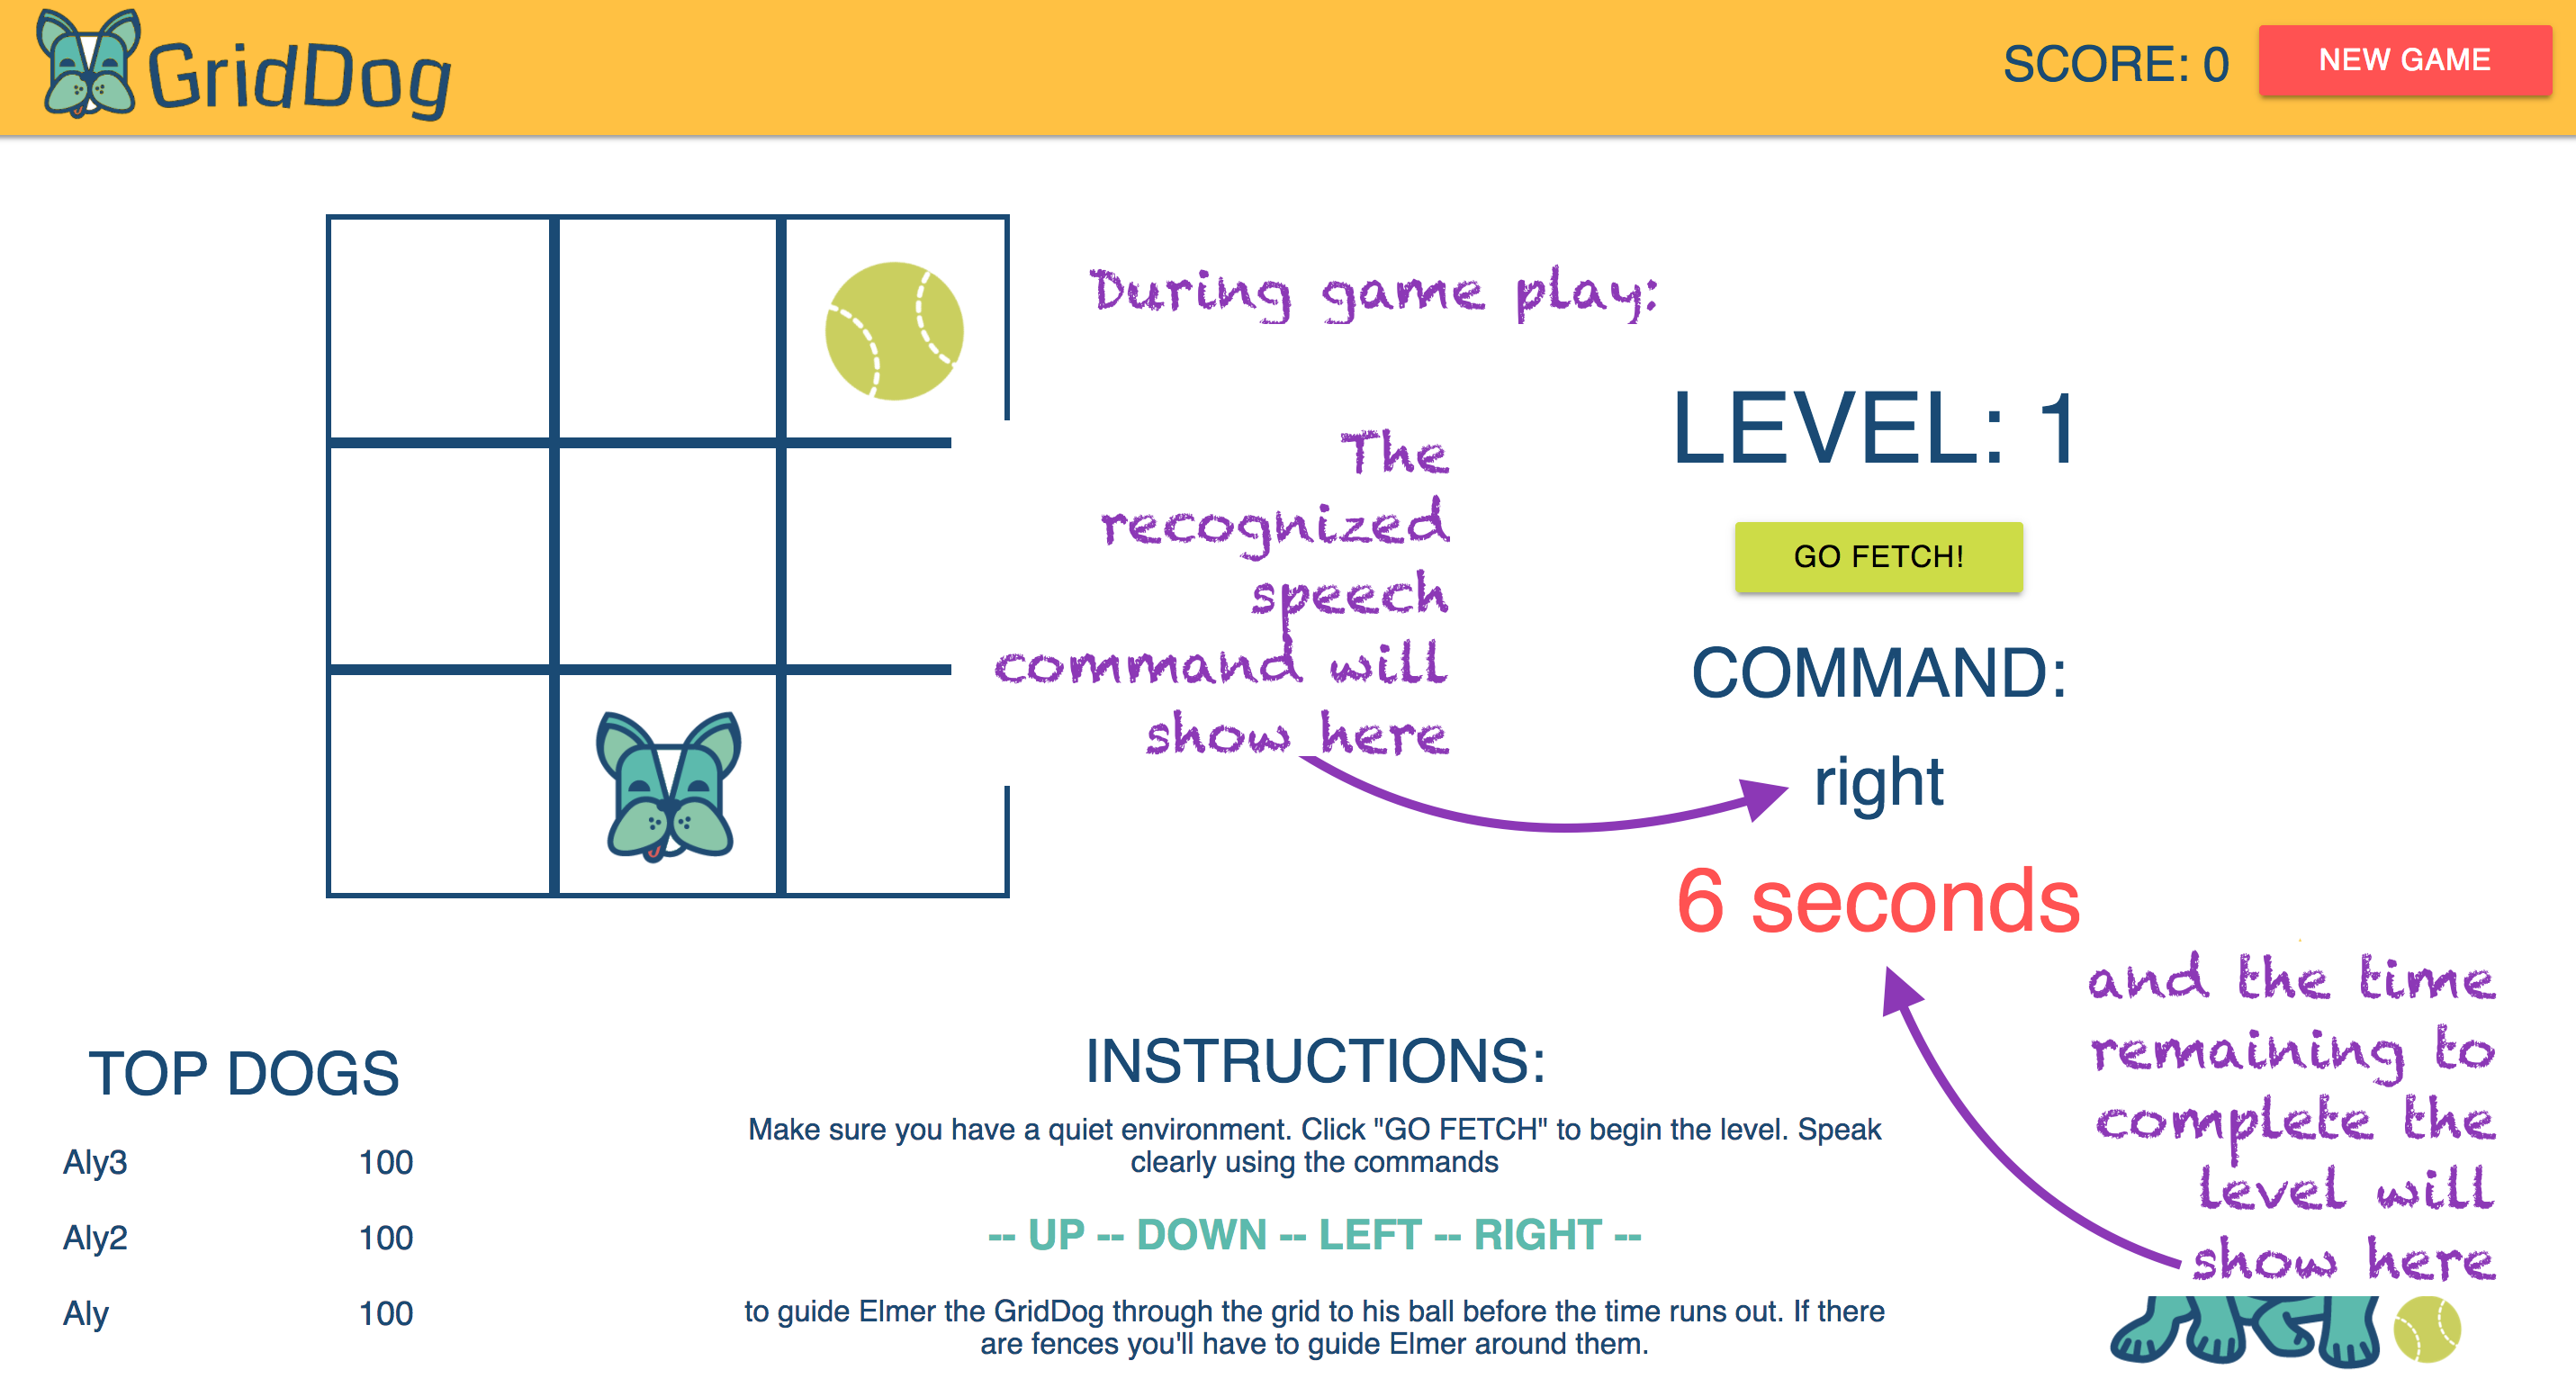 GridDog
SCORE: 0
NEW GAME
During game play:
The
recognized
speech
command will
show here
LEVEL: 1
GO FETCH!
COMMAND:
right
6 seconds
and the time
remaining to
complete the
level will
show here
TOP DOGS
Aly3 100
Aly2 100
Aly 100
INSTRUCTIONS:
Make sure you have a quiet environment. Click "GO FETCH" to begin the level. Speak
clearly using the commands
-- UP -- DOWN -- LEFT -- RIGHT --
to guide Elmer the GridDog through the grid to his ball before the time runs out. If there
are fences you'll have to guide Elmer around them.